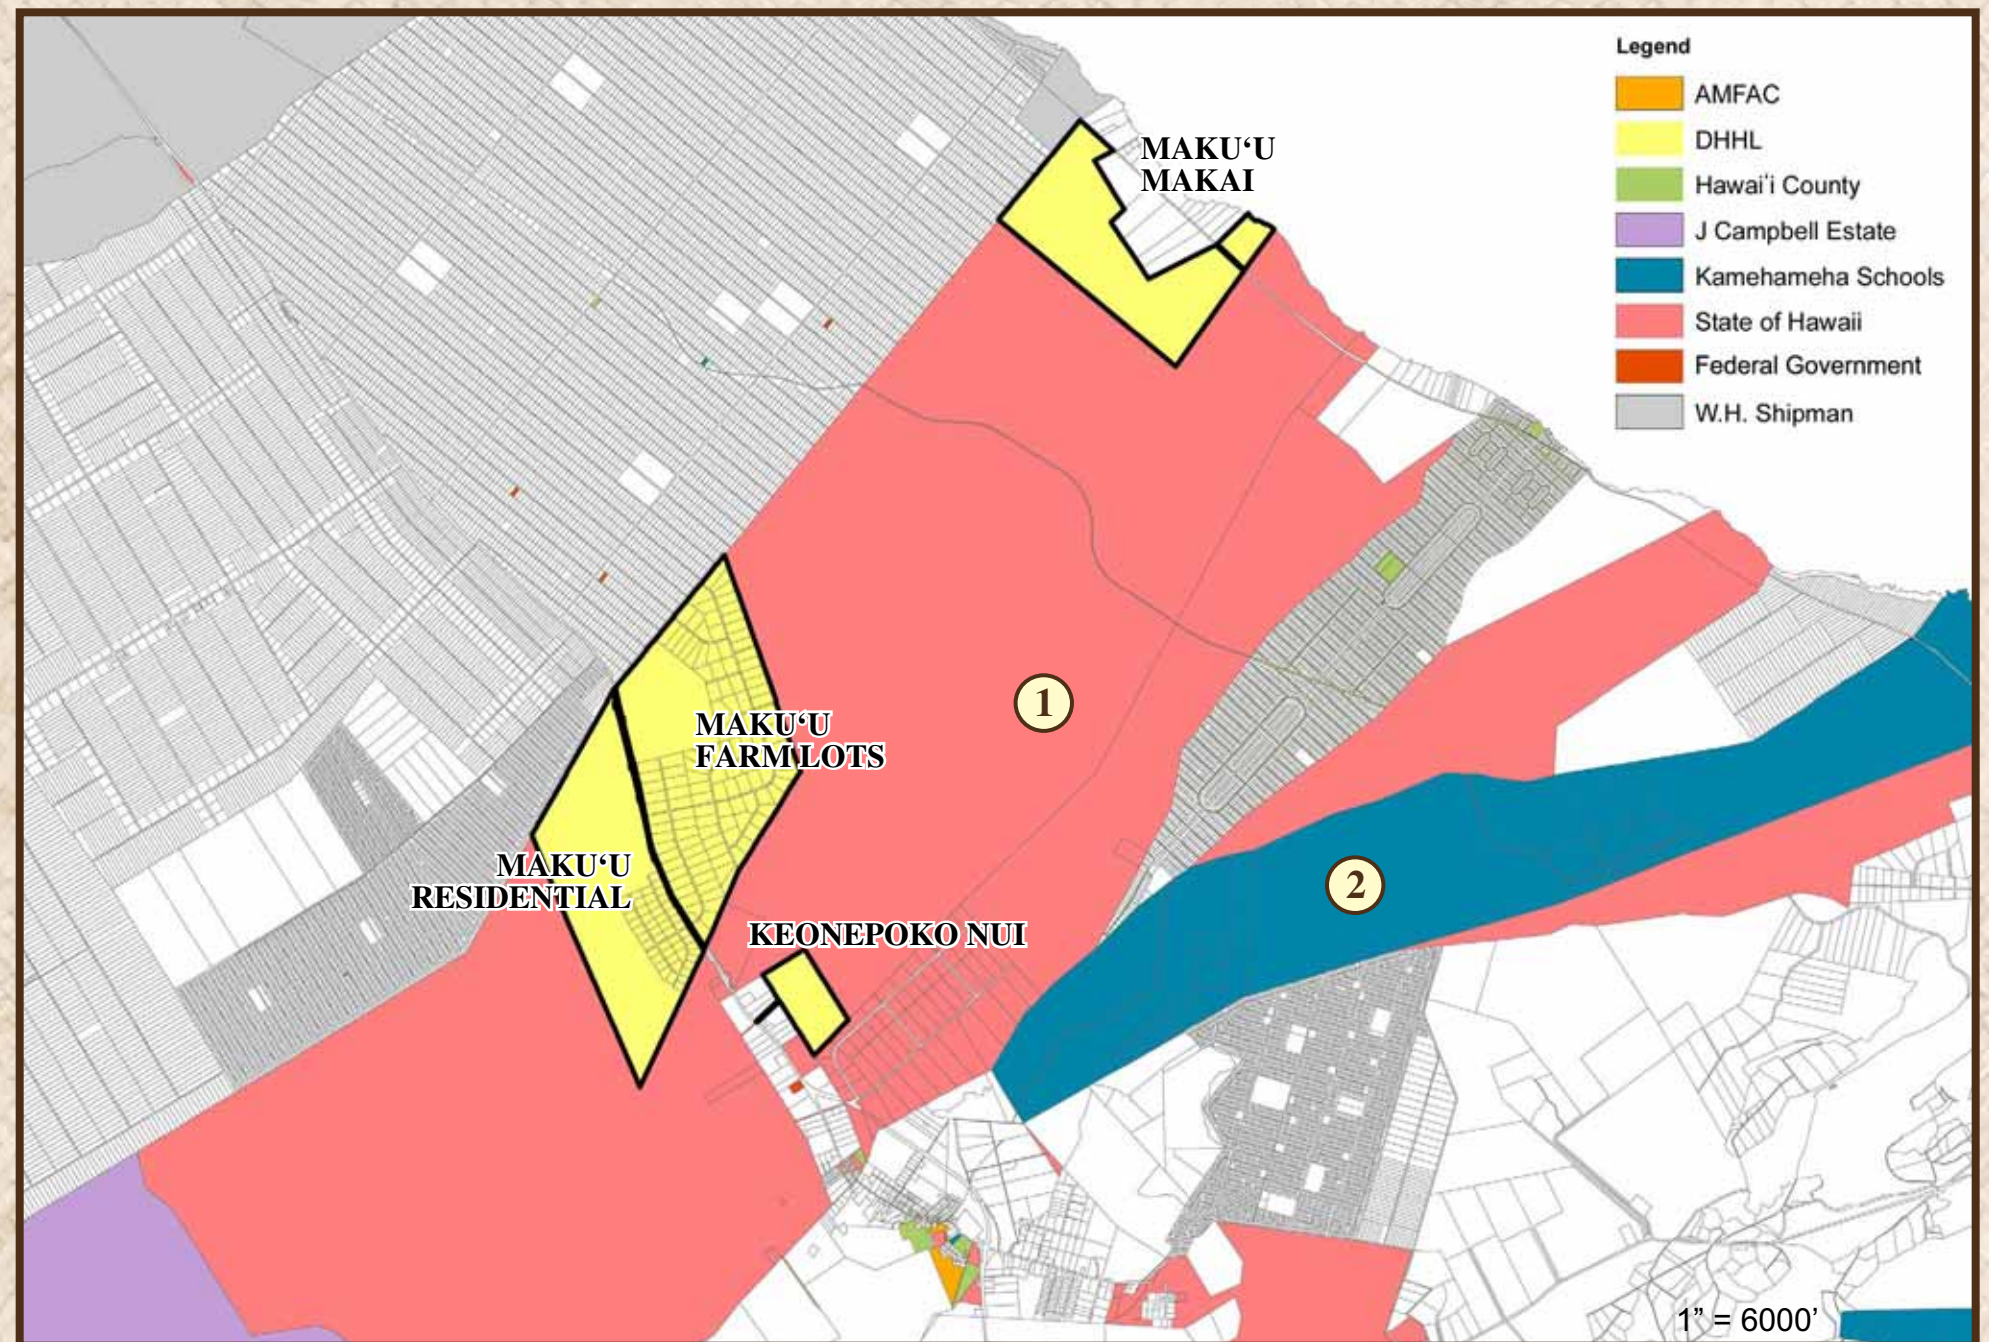 Legend
AMFAC
DHHL
Hawai'i County
J Campbell Estate
Kamehameha Schools
State of Hawaii
Federal Government
W.H. Shipman
MAKU‘U
MAKAI
1
MAKU‘U
FARM LOTS
MAKU‘U
RESIDENTIAL
2
KEONEPOKO NUI
1” = 6000’